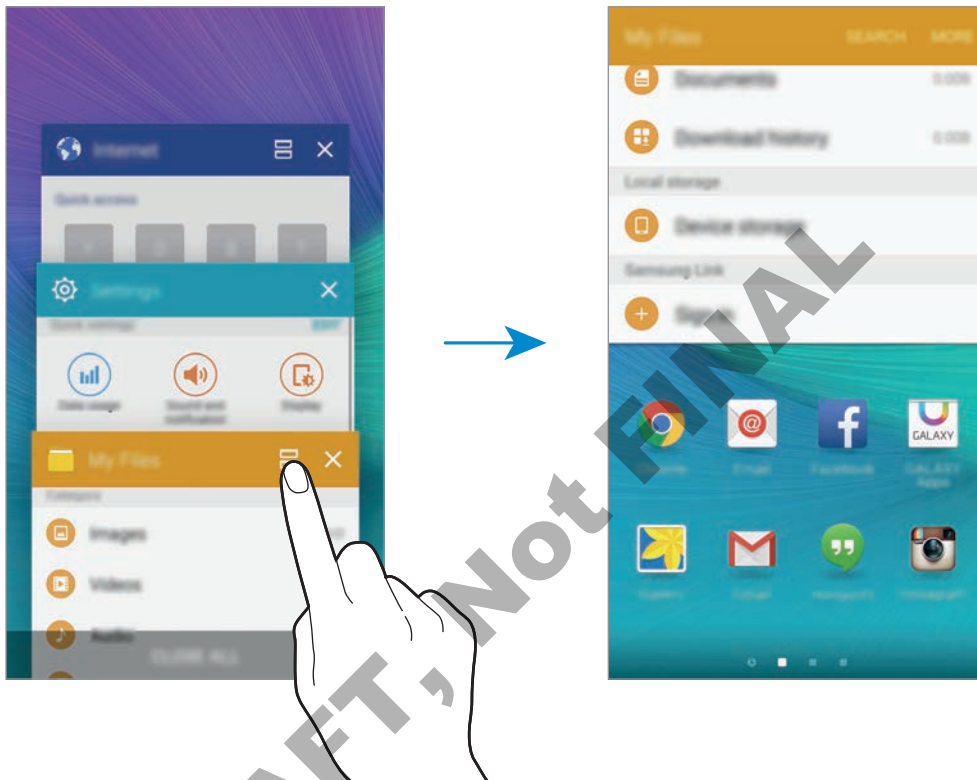 Internet
Quick access
Settings
Quick settings
EDIT
Data usage
Sound and
notification
Display
My Files
Category
Images
Videos
Audio
CLOSE ALL
My Files SEARCH MORE
Documents
Download history
Local storage
Device storage
Samsung Link
Sign in
Chrome Email Facebook GALAXY
Apps
GALAXY
Gallery Gmail Hangouts Instagram
AFT, Not FINAL